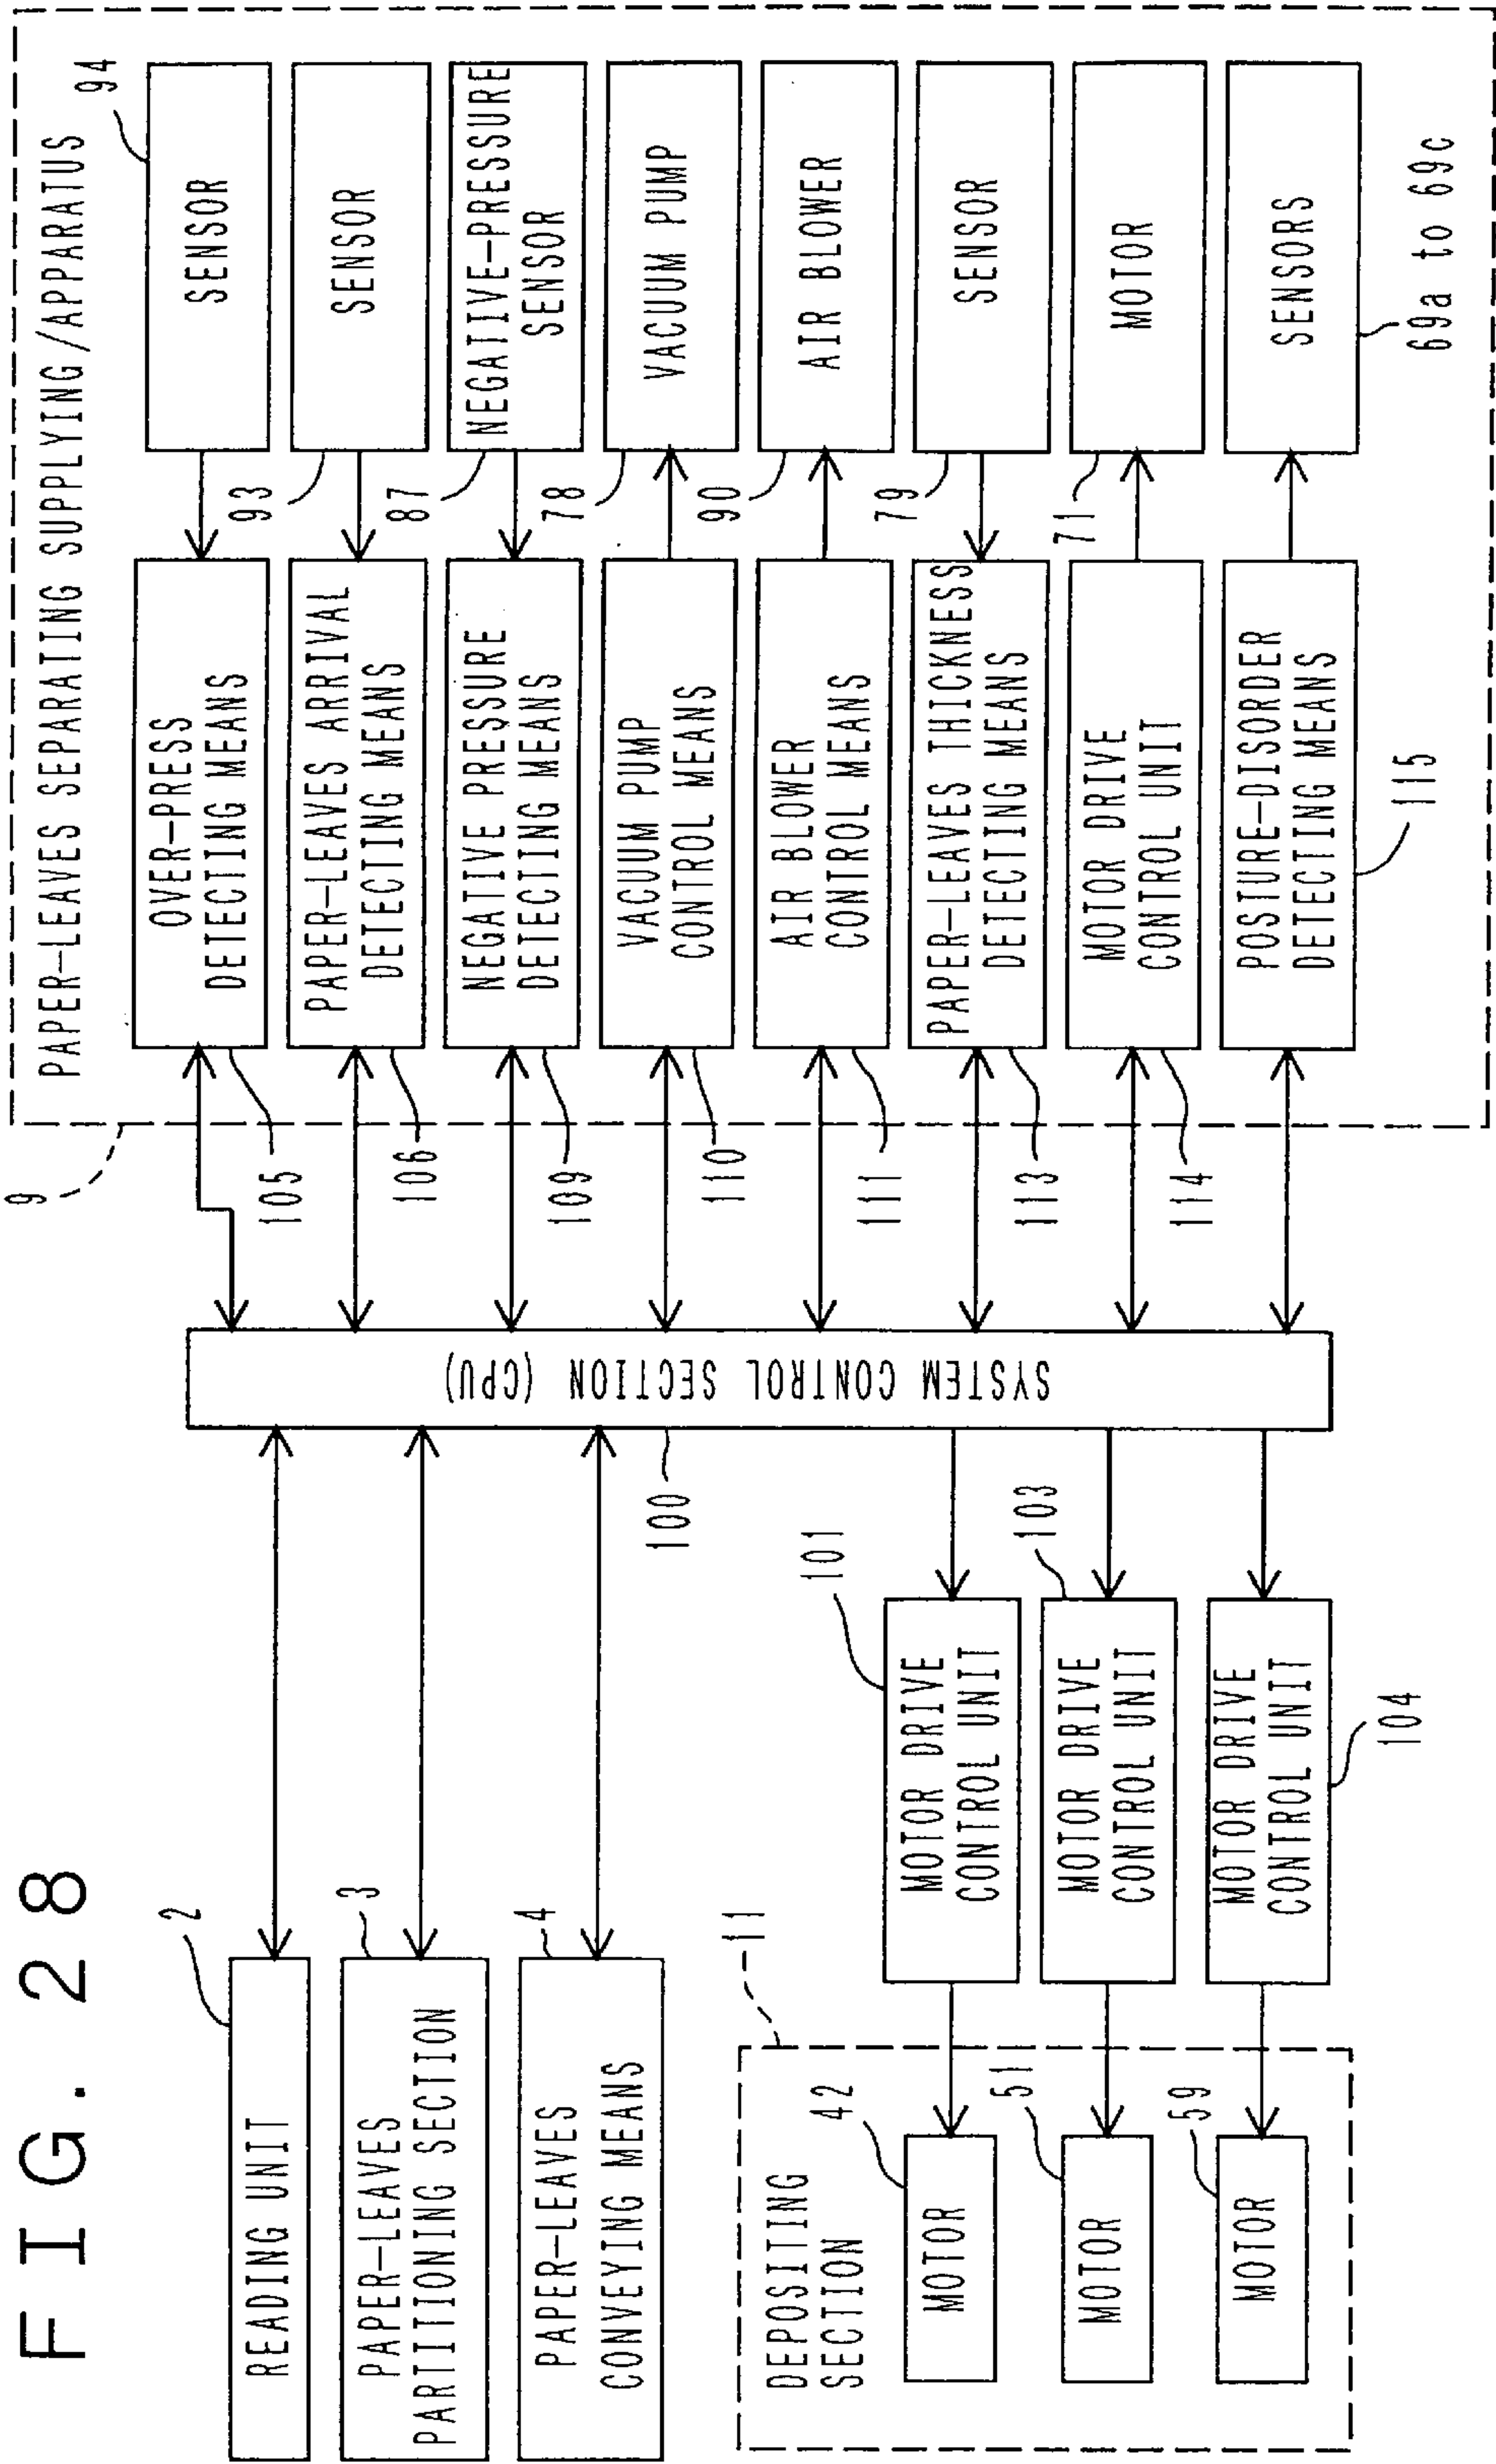 FIG. 28
READING UNIT
2
PAPER-LEAVES
PARTITIONING SECTION
3
PAPER-LEAVES
CONVEYING MEANS
4
DEPOSITING
SECTION
11
MOTOR
42
MOTOR
51
MOTOR
59
MOTOR DRIVE
CONTROL UNIT
101
MOTOR DRIVE
CONTROL UNIT
103
MOTOR DRIVE
CONTROL UNIT
104
SYSTEM CONTROL SECTION (CPU)
100
9
PAPER-LEAVES SEPARATING SUPPLYING/APPARATUS
OVER-PRESS
DETECTING MEANS
105
SENSOR
94
PAPER-LEAVES ARRIVAL
DETECTING MEANS
106
SENSOR
93
NEGATIVE PRESSURE
DETECTING MEANS
109
NEGATIVE-PRESSURE
SENSOR
87
VACUUM PUMP
CONTROL MEANS
110
VACUUM PUMP
78
AIR BLOWER
CONTROL MEANS
111
AIR BLOWER
90
PAPER-LEAVES THICKNESS
DETECTING MEANS
113
SENSOR
79
MOTOR DRIVE
CONTROL UNIT
114
MOTOR
71
POSTURE-DISORDER
DETECTING MEANS
115
SENSORS
69a to 69c